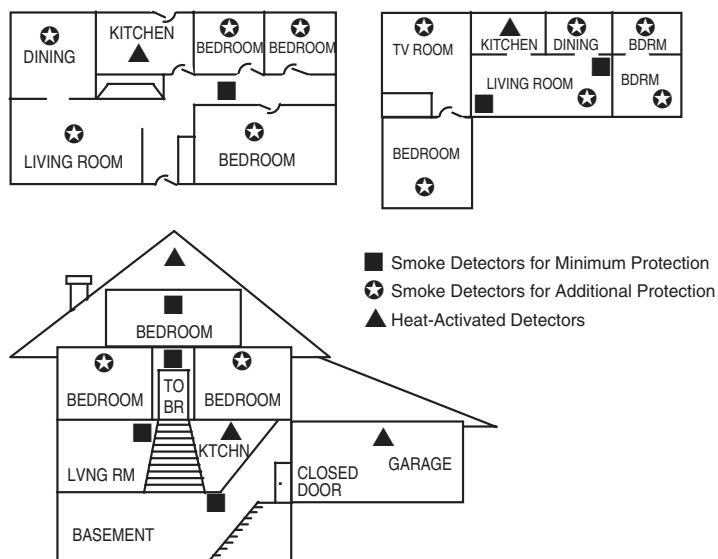 DINING
KITCHEN
BEDROOM
BEDROOM
LIVING ROOM
BEDROOM
TV ROOM
KITCHEN
DINING
BDRM
LIVING ROOM
BDRM
BEDROOM
Smoke Detectors for Minimum Protection
Smoke Detectors for Additional Protection
Heat-Activated Detectors
BEDROOM
BEDROOM
TO
BR
BEDROOM
LVNG RM
KTCHN
CLOSED
DOOR
GARAGE
BASEMENT